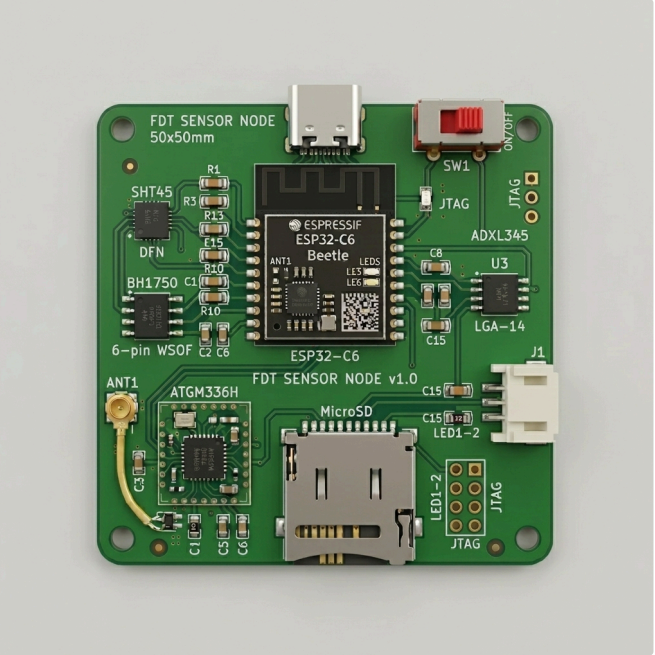 FDT SENSOR NODE
50x50mm
ON/OFF
SW1
R1
SHT45
R3
JTAG
JTAG
R13
ESPRESSIF
ESP32-C6
Beetle
ADXL345
DFN
E15
ANT1
LEDS
R10
LE3
C8
U3
BH1750
C1
LE6
R10
C15
LGA-14
6-pin WSOF
C2 C6
ESP32-C6
J1
FDT SENSOR NODE v1.0
ANT1
ATGM336H
C15
MicroSD
C15
LED1-2
C3
LED1-2
JTAG
C1 C5 C6
JTAG